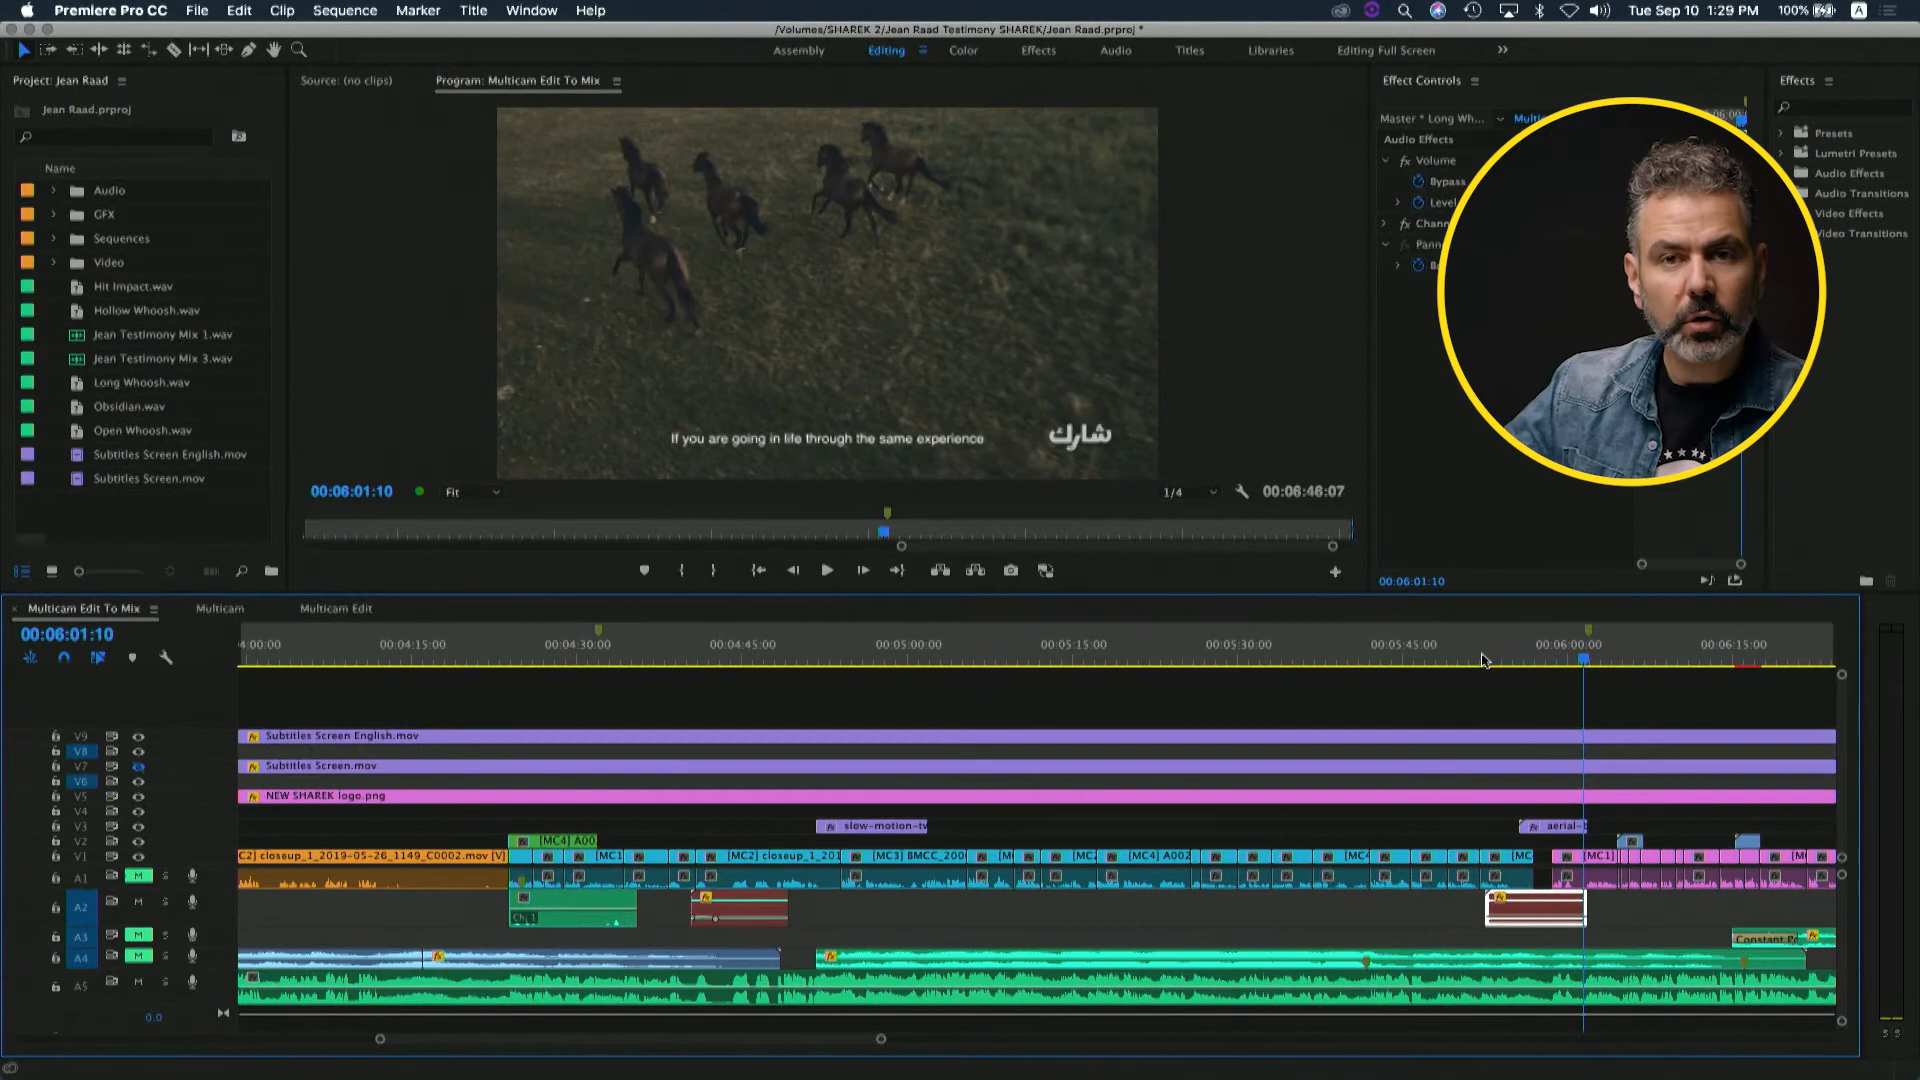 Premiere Pro CC File Edit Clip Sequence Marker Title Window Help
Tue Sep 10 1:29 PM 100% A
/Volumes/SHAREK 2/Jean Raad Testimony SHAREK/Jean Raad.prproj *
Assembly Editing Color Effects Audio Titles Libraries Editing Full Screen
Project: Jean Raad
Jean Raad.prproj
Name
Audio
GFX
Sequences
Video
Hit Impact.wav
Hollow Whoosh.wav
Jean Testimony Mix 1.wav
Jean Testimony Mix 3.wav
Long Whoosh.wav
Obsidian.wav
Open Whoosh.wav
Subtitles Screen English.mov
Subtitles Screen.mov
Source: (no clips) Program: Multicam Edit To Mix
If you are going in life through the same experience
شارك
00:06:01:10 Fit 1/4 00:06:46:07
Effect Controls
Master * Long Wh...
Audio Effects
fx Volume
Bypass
Level
Effects
Presets
Lumetri Presets
Audio Effects
Audio Transitions
Video Effects
Video Transitions
00:06:01:10
Multicam Edit To Mix Multicam Multicam Edit
00:06:01:10
00:04:15:00 00:04:30:00 00:04:45:00 00:05:00:00 00:05:15:00 00:05:30:00 00:05:45:00 00:06:00:00 00:06:15:00
V9 Subtitles Screen English.mov
V8
V7 Subtitles Screen.mov
V6
V5 NEW SHAREK logo.png
V4
V3 slow-motion-tv aerial-
V2 [MC4] A00
V1 C2] closeup_1_2019-05-26_1149_C0002.mov [V] [MC1 [MC2] closeup_1_201 [MC3] BMCC_200 [MC4] A002 [MC4 [MC [MC1]
A1 M S
A2 M S
Ch. 1
A3 M S
A4 M S
A5 M S
0.0
S S